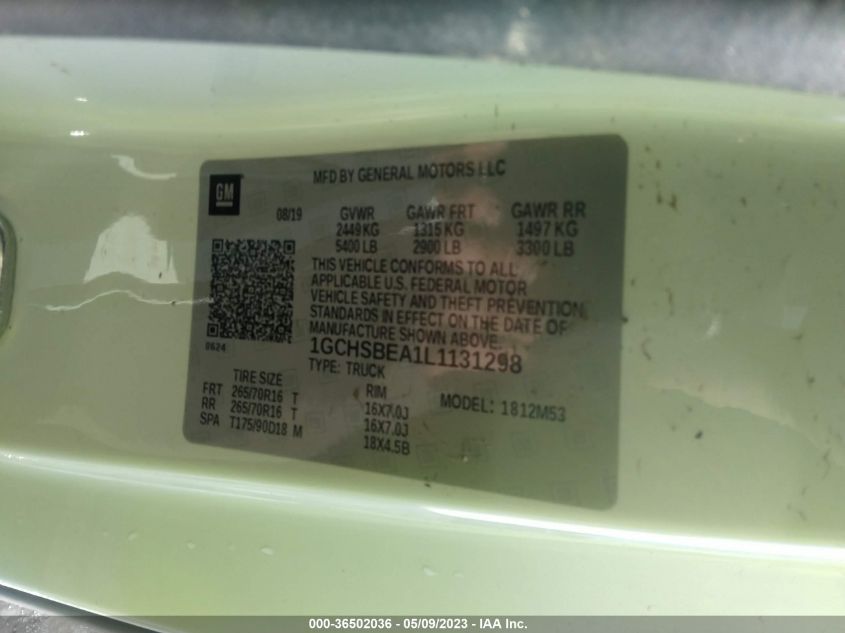 GM
MFD BY GENERAL MOTORS LLC
08/19 GVWR GAWR FRT GAWR RR
2449 KG 1315 KG 1497 KG
5400 LB 2900 LB 3300 LB
THIS VEHICLE CONFORMS TO ALL
APPLICABLE U.S. FEDERAL MOTOR
VEHICLE SAFETY AND THEFT PREVENTION
STANDARDS IN EFFECT ON THE DATE OF
MANUFACTURE SHOWN ABOVE.
0624
1GCHSBEA1L1131298
TYPE: TRUCK
TIRE SIZE RIM MODEL: 1812M53
FRT 265/70R16 T 16X7.0J
RR 265/70R16 T 16X7.0J
SPA T175/90D18 M 18X4.5B
000-36502036 - 05/09/2023 - IAA Inc.